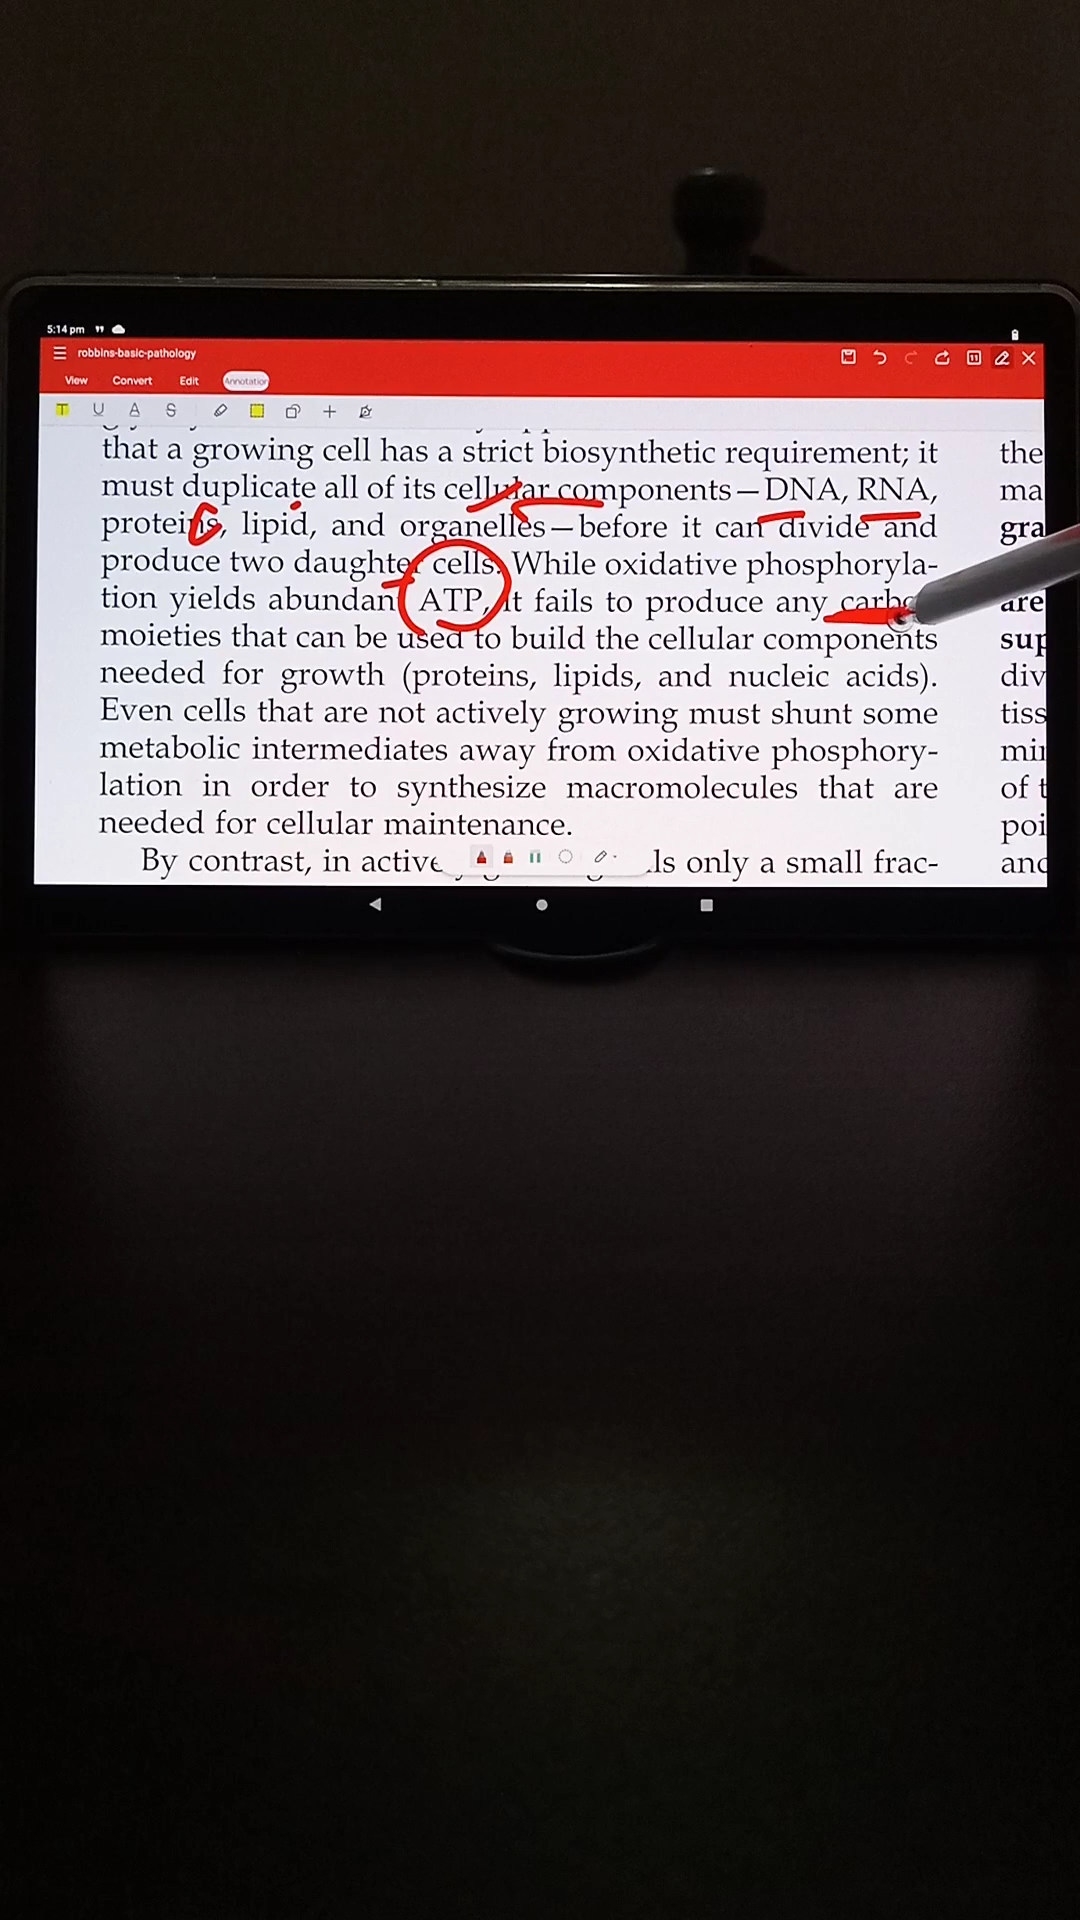 5:14 pm
robbins-basic-pathology
View Convert Edit Annotation
that a growing cell has a strict biosynthetic requirement; it
must duplicate all of its cellular components—DNA, RNA,
proteins, lipid, and organelles—before it can divide and
produce two daughter cells. While oxidative phosphoryla-
tion yields abundant ATP, it fails to produce any carbo
moieties that can be used to build the cellular components
needed for growth (proteins, lipids, and nucleic acids).
Even cells that are not actively growing must shunt some
metabolic intermediates away from oxidative phosphory-
lation in order to synthesize macromolecules that are
needed for cellular maintenance.
By contrast, in active ls only a small frac-
the
ma
gra
are
sup
div
tiss
min
of t
poi
and